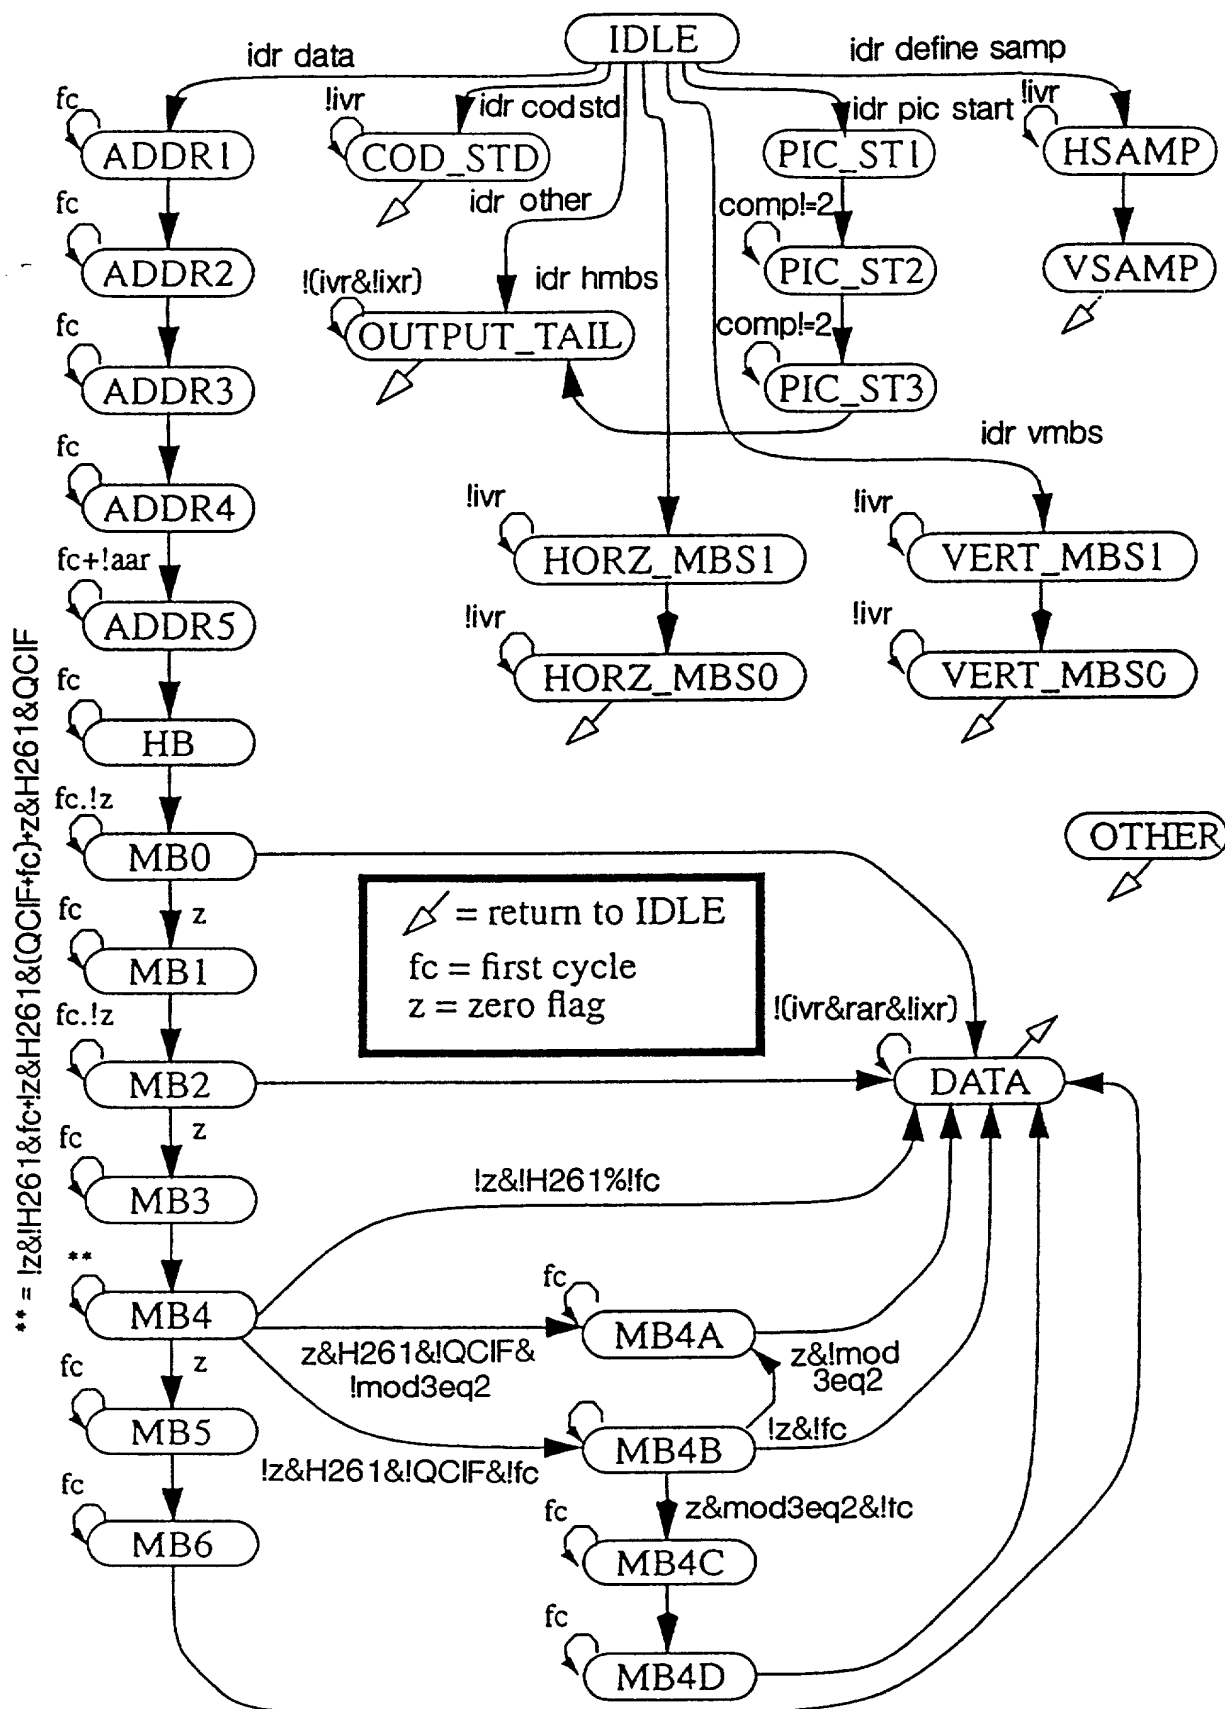 IDLE
idr data
idr define samp
fc
!ivr
idr codstd
idr pic start
!ivr
ADDR1
COD_STD
PIC_ST1
HSAMP
fc
idr other
comp!=2
ADDR2
!(ivr&!ixr)
idr hmbs
PIC_ST2
VSAMP
fc
OUTPUT_TAIL
comp!=2
ADDR3
PIC_ST3
fc
idr vmbs
ADDR4
!ivr
!ivr
fc+!aar
HORZ_MBS1
VERT_MBS1
ADDR5
!ivr
!ivr
fc
HORZ_MBS0
VERT_MBS0
HB
fc.!z
MB0
OTHER
fc
z
= return to IDLE
MB1
fc = first cycle
fc.!z
z = zero flag
!(ivr&rar&!ixr)
MB2
DATA
fc
z
MB3
!z&!H261%!fc
**
fc
MB4
MB4A
z
z&H261&!QCIF&
!mod3eq2
z&!mod
3eq2
fc
MB5
MB4B
!z&!fc
!z&H261&!QCIF&!fc
fc
z&mod3eq2&!fc
MB6
fc
MB4C
fc
MB4D
** = !z&!H261&fc+!z&H261&(QCIF+fc)+z&H261&QCIF